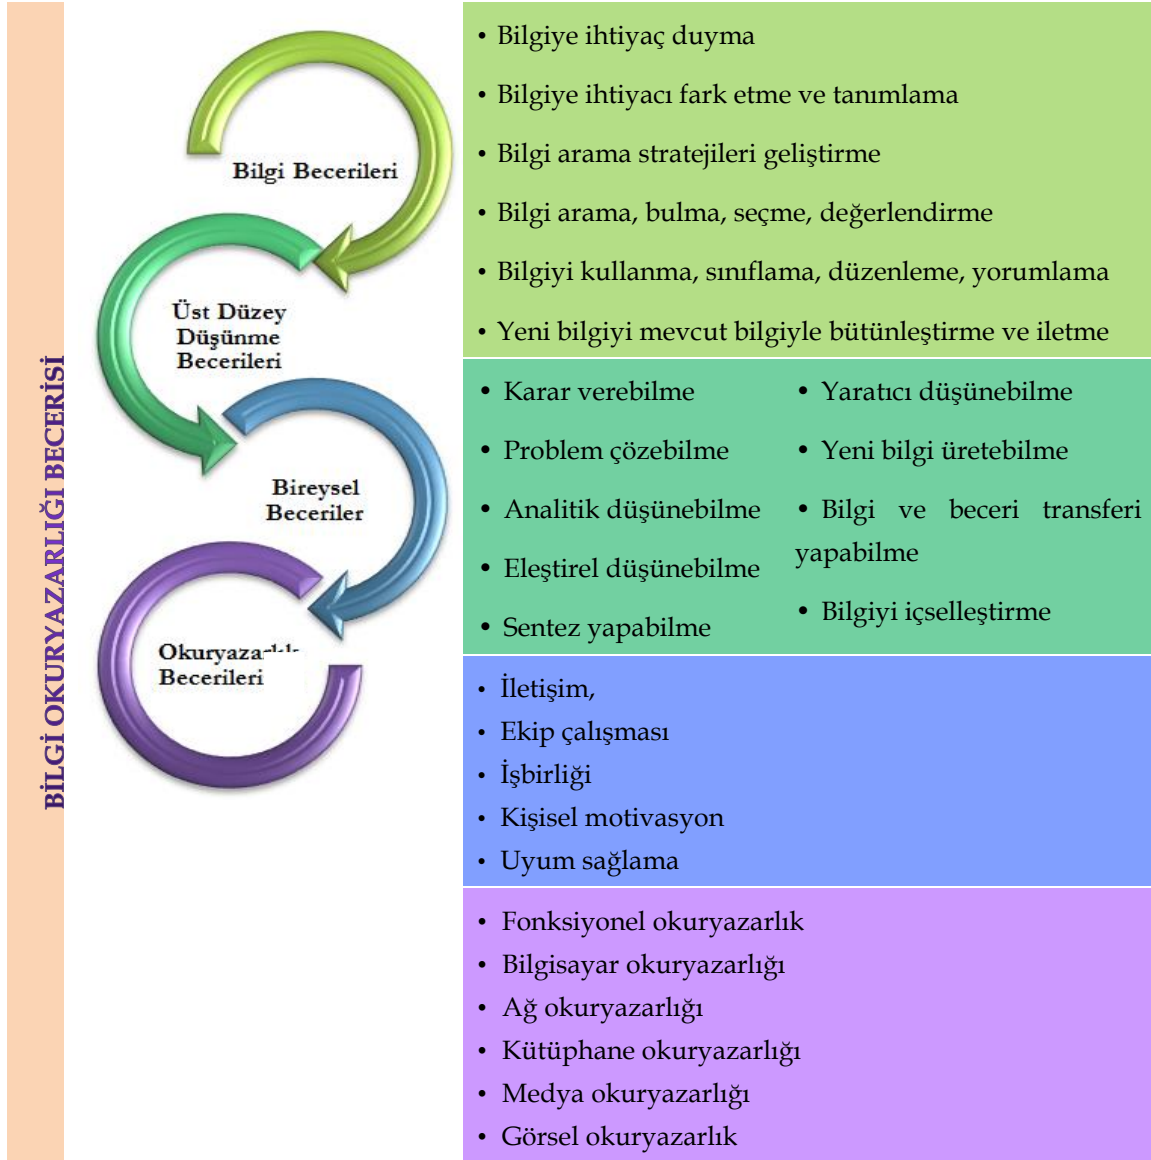 BİLGİ OKURYAZARLIĞI BECERİSİ
Bilgi Becerileri
Üst Düzey
Düşünme
Becerileri
Bireysel
Beceriler
Becerileri
• Bilgiye ihtiyaç duyma
• Bilgiye ihtiyacı fark etme ve tanımlama
• Bilgi arama stratejileri geliştirme
• Bilgi arama, bulma, seçme, değerlendirme
• Bilgiyi kullanma, sınıflama, düzenleme, yorumlama
• Yeni bilgiyi mevcut bilgiyle bütünleştirme ve iletme
• Karar verebilme
• Problem çözebilme
• Analitik düşünebilme
• Eleştirel düşünebilme
• Sentez yapabilme
• Yaratıcı düşünebilme
• Yeni bilgi üretebilme
• Bilgi ve beceri transferi
yapabilme
• Bilgiyi içselleştirme
• İletişim,
• Ekip çalışması
• İşbirliği
• Kişisel motivasyon
• Uyum sağlama
• Fonksiyonel okuryazarlık
• Bilgisayar okuryazarlığı
• Ağ okuryazarlığı
• Kütüphane okuryazarlığı
• Medya okuryazarlığı
• Görsel okuryazarlık